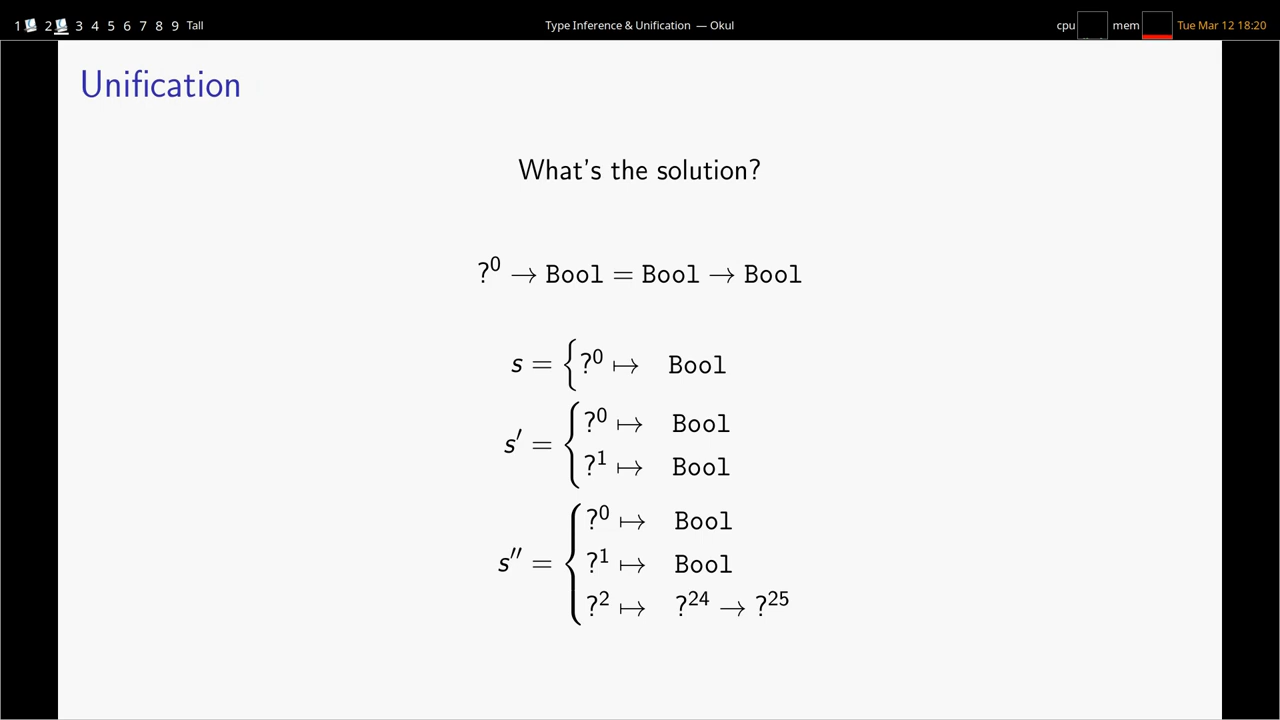 1 2 3 4 5 6 7 8 9 Tall Type Inference & Unification — Okul cpu mem Tue Mar 12 18:20
Unification
What's the solution?
?⁰ → Bool = Bool → Bool
s = { ?⁰ ↦ Bool
s′ = { ?⁰ ↦ Bool
?¹ ↦ Bool
s″ = { ?⁰ ↦ Bool
?¹ ↦ Bool
?² ↦ ?²⁴ → ?²⁵